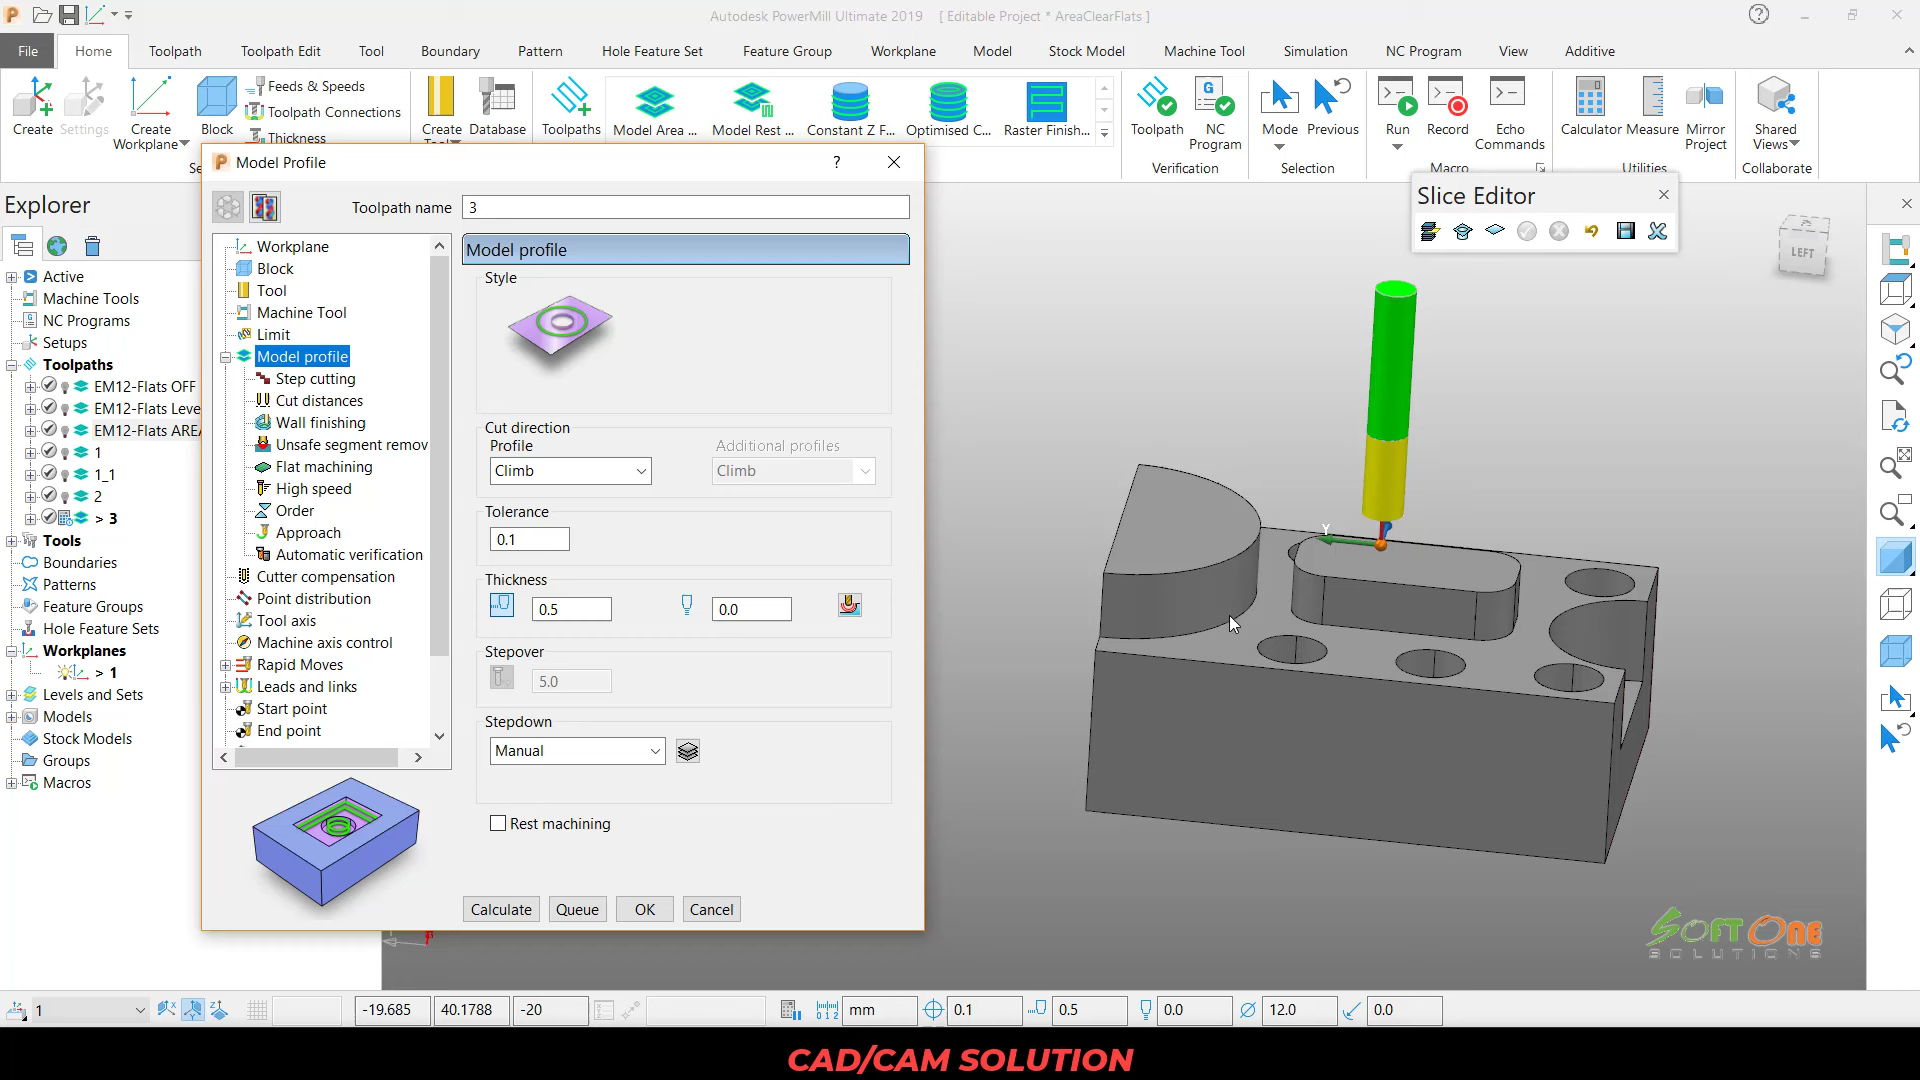 Autodesk PowerMill Ultimate 2019 [ Editable Project * AreaClearFlats ]
File Home Toolpath Toolpath Edit Tool Boundary Pattern Hole Feature Set Feature Group Workplane Model Stock Model Machine Tool Simulation NC Program View Additive
Create
Settings
Create
Workplane
Block
Feeds & Speeds
Toolpath Connections
Thickness
Create
Database
Toolpaths
Model Area ...
Model Rest ...
Constant Z F...
Optimised C...
Raster Finish...
Toolpath
NC
Program
Verification
Mode
Previous
Selection
Run
Record
Echo
Commands
Macro
Calculator
Measure
Mirror
Project
Utilities
Shared
Views
Collaborate
Explorer
Active
Machine Tools
NC Programs
Setups
Toolpaths
EM12-Flats OFF
EM12-Flats Leve
EM12-Flats ARE
1
1_1
2
> 3
Tools
Boundaries
Patterns
Feature Groups
Hole Feature Sets
Workplanes
> 1
Levels and Sets
Models
Stock Models
Groups
Macros
Model Profile
?
Toolpath name 3
Workplane
Block
Tool
Machine Tool
Limit
Model profile
Step cutting
Cut distances
Wall finishing
Unsafe segment remov
Flat machining
High speed
Order
Approach
Automatic verification
Cutter compensation
Point distribution
Tool axis
Machine axis control
Rapid Moves
Leads and links
Start point
End point
Model profile
Style
Cut direction
Profile Additional profiles
Climb Climb
Tolerance
0.1
Thickness
0.5 0.0
Stepover
5.0
Stepdown
Manual
Rest machining
Calculate Queue OK Cancel
Slice Editor
LEFT
Y
SOFTONE
SOLUTIONS
1 -19.685 40.1788 -20 mm 0.1 0.5 0.0 12.0 0.0
CAD/CAM SOLUTION